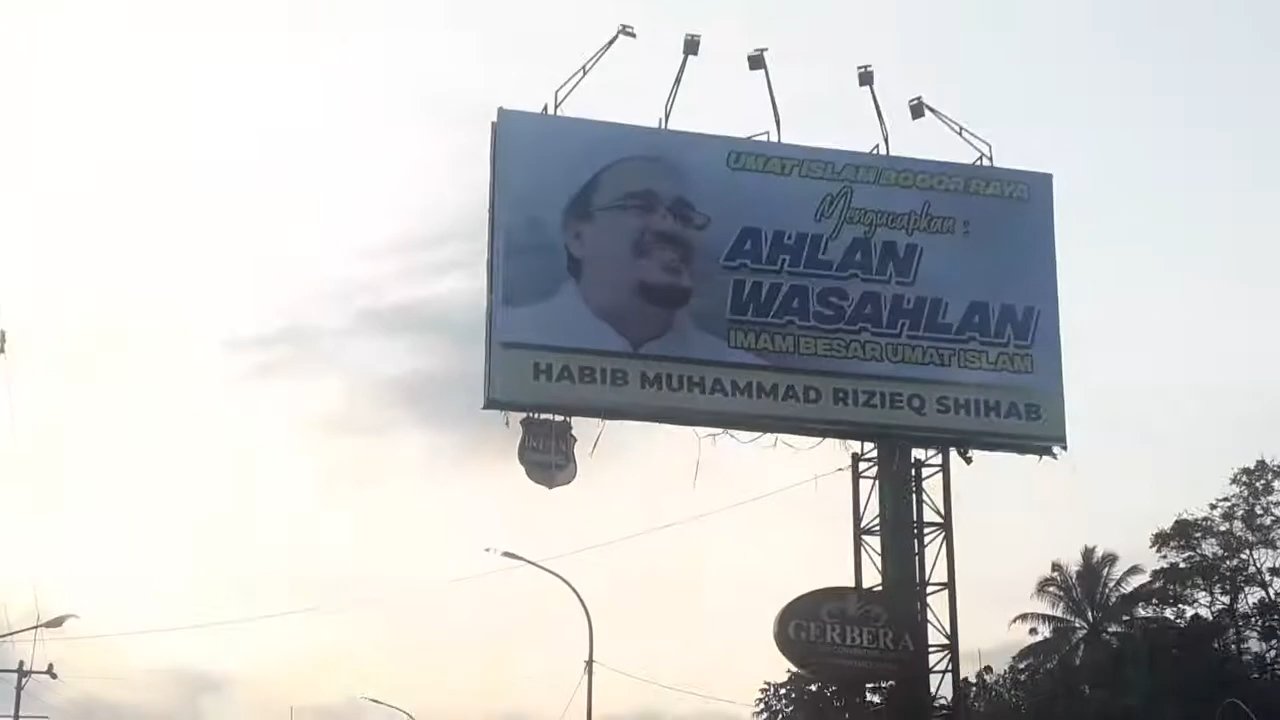 UMAT ISLAM BOGOR RAYA
Mengucapkan :
AHLAN
WASAHLAN
IMAM BESAR UMAT ISLAM
HABIB MUHAMMAD RIZIEQ SHIHAB
GERBERA